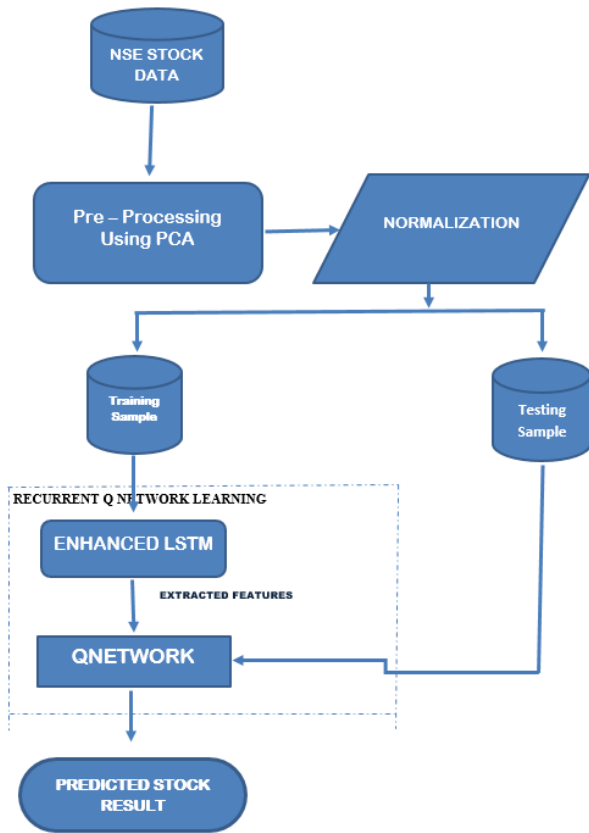 NSE STOCK
DATA
Pre – Processing
Using PCA
NORMALIZATION
Training
Sample
Testing
Sample
RECURRENT Q NETWORK LEARNING
ENHANCED LSTM
EXTRACTED FEATURES
QNETWORK
PREDICTED STOCK
RESULT